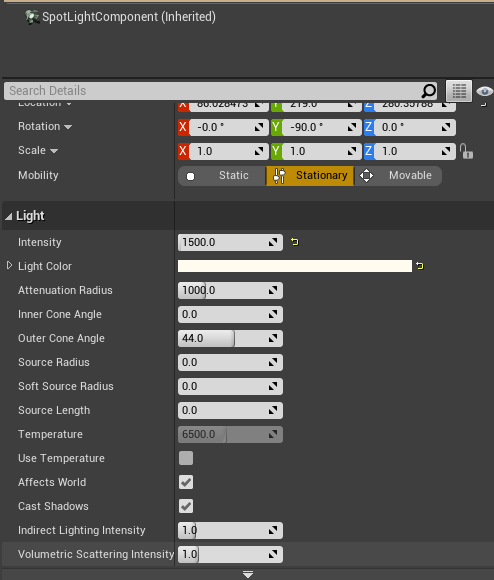 SpotLightComponent (Inherited)
Search Details
Location X 80.028473 Y 219.0 Z 280.35788
Rotation X -0.0 ° Y -90.0 ° Z 0.0 °
Scale X 1.0 Y 1.0 Z 1.0
Mobility Static Stationary Movable
Light
Intensity 1500.0
Light Color
Attenuation Radius 1000.0
Inner Cone Angle 0.0
Outer Cone Angle 44.0
Source Radius 0.0
Soft Source Radius 0.0
Source Length 0.0
Temperature 6500.0
Use Temperature
Affects World
Cast Shadows
Indirect Lighting Intensity 1.0
Volumetric Scattering Intensity 1.0